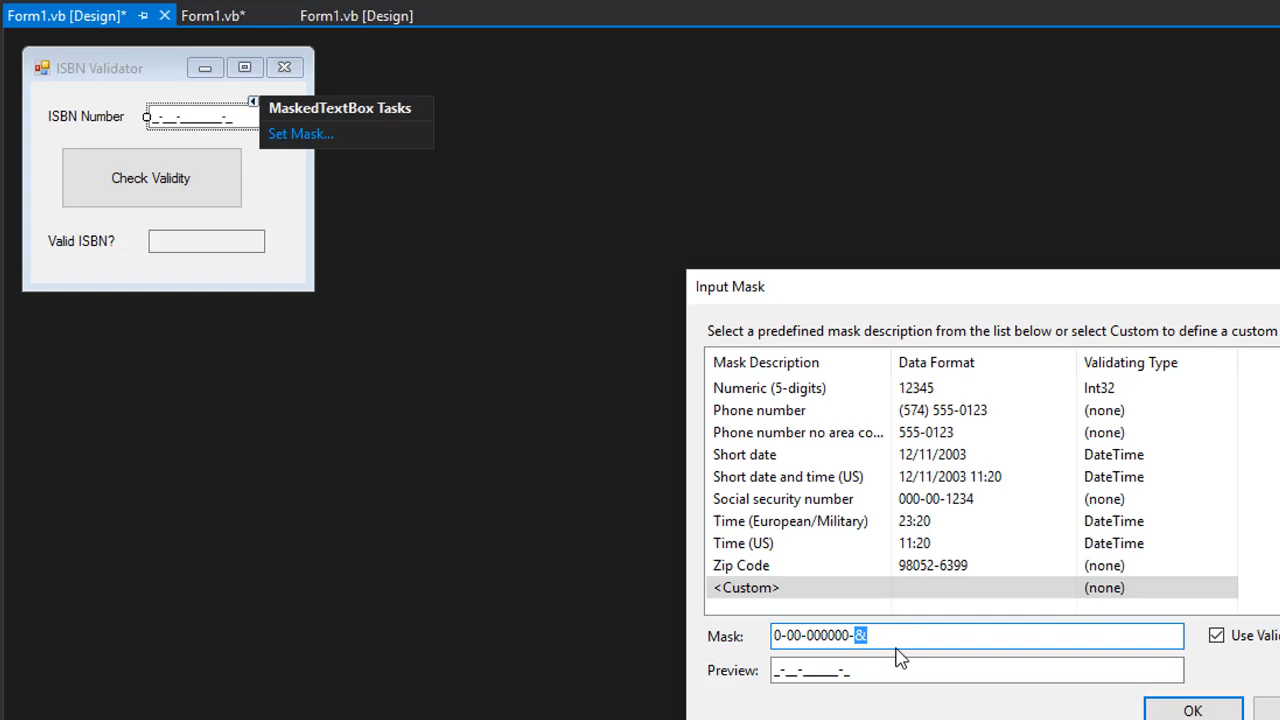 Form1.vb [Design]* Form1.vb* Form1.vb [Design]
ISBN Validator
ISBN Number _-__-______-_
MaskedTextBox Tasks
Set Mask...
Check Validity
Valid ISBN?
Input Mask
Select a predefined mask description from the list below or select Custom to define a custom
Mask Description Data Format Validating Type
Numeric (5-digits) 12345 Int32
Phone number (574) 555-0123 (none)
Phone number no area co... 555-0123 (none)
Short date 12/11/2003 DateTime
Short date and time (US) 12/11/2003 11:20 DateTime
Social security number 000-00-1234 (none)
Time (European/Military) 23:20 DateTime
Time (US) 11:20 DateTime
Zip Code 98052-6399 (none)
<Custom> (none)
Mask: 0-00-000000-& Use Vali
Preview: _-__-______-_
OK